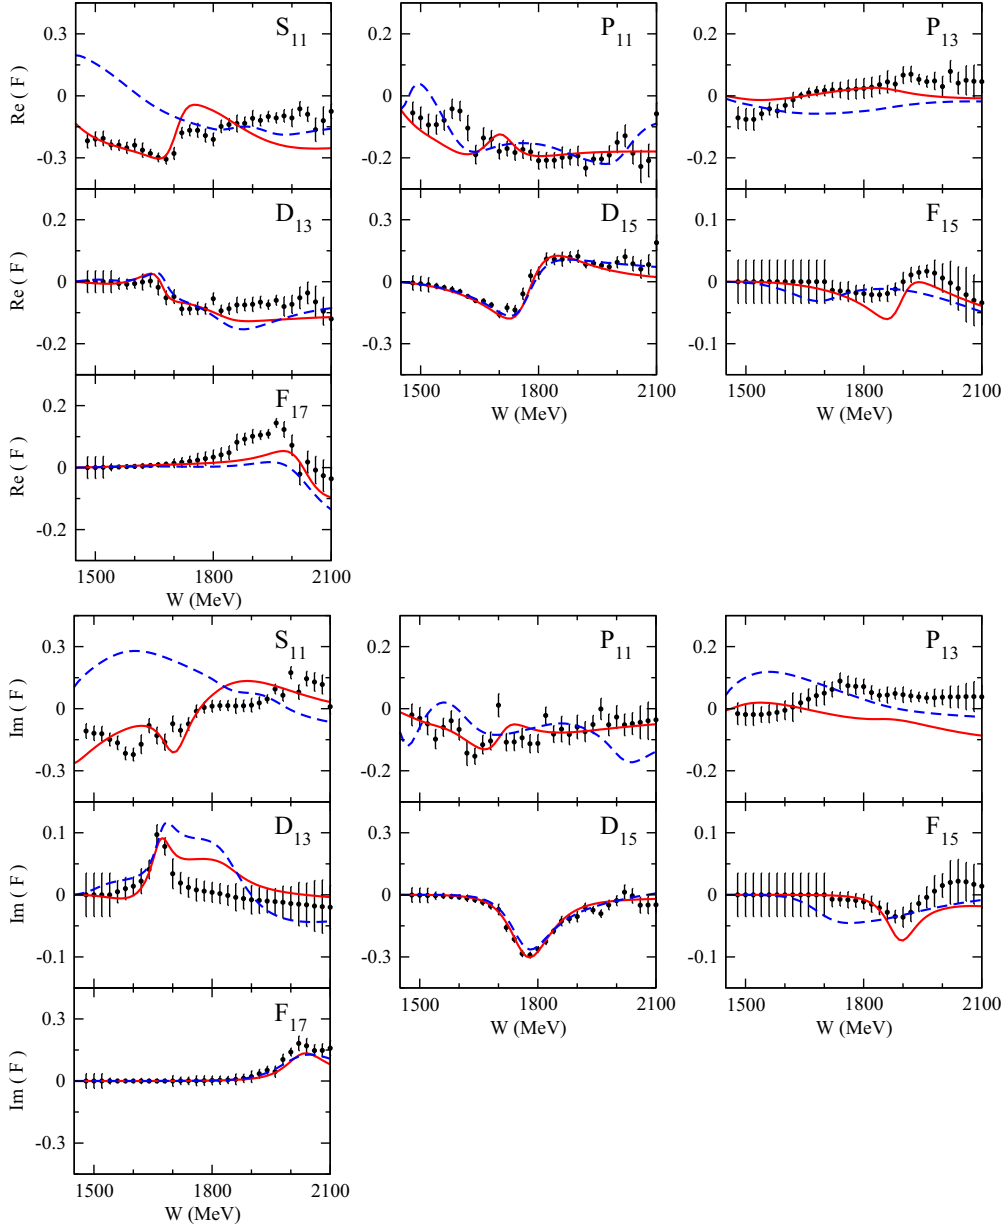 S11 P11 P13
0.3 0 -0.3 Re ( F )
0.2 0 -0.2
0.2 0 -0.2
D13 D15 F15
0.2 0 -0.2 Re ( F )
0.3 0 -0.3
0.1 0 -0.1
1500 1800 2100
W (MeV)
1500 1800 2100
W (MeV)
F17
0.2 0 -0.2 Re ( F )
1500 1800 2100
W (MeV)
S11 P11 P13
0.3 0 -0.3 Im ( F )
0.2 0 -0.2
0.2 0 -0.2
D13 D15 F15
0.1 0 -0.1 Im ( F )
0.3 0 -0.3
0.1 0 -0.1
1500 1800 2100
W (MeV)
1500 1800 2100
W (MeV)
F17
0.3 0 -0.3 Im ( F )
1500 1800 2100
W (MeV)